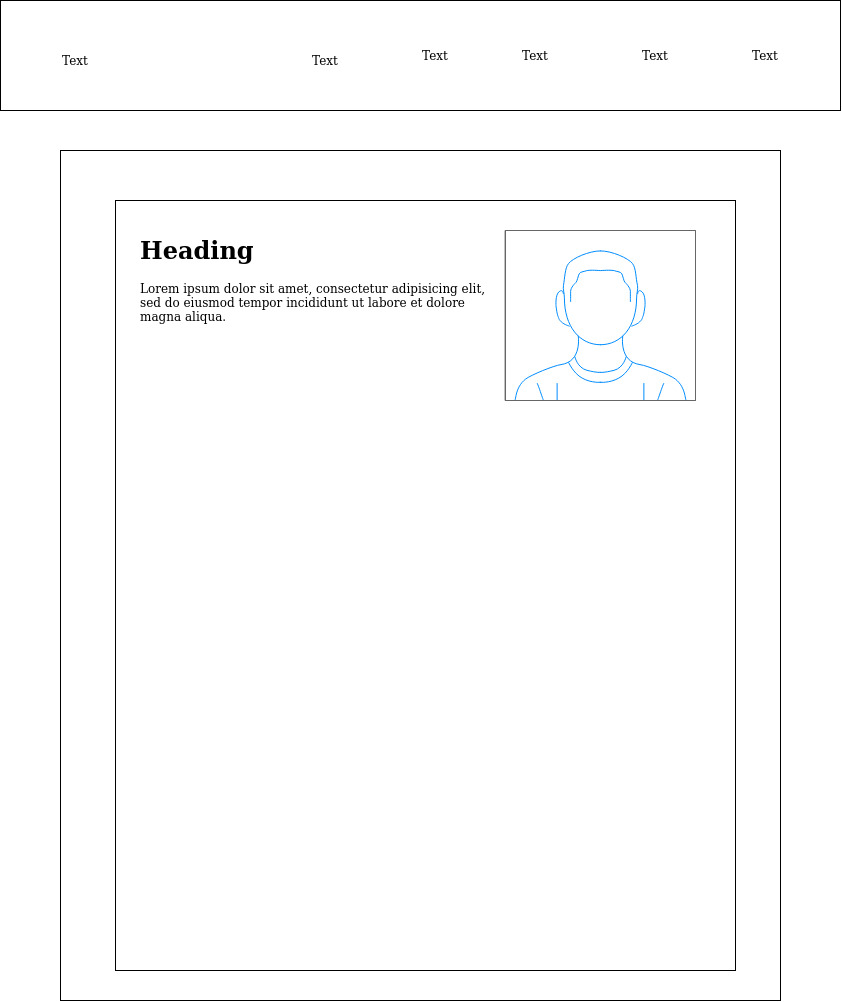 Text Text Text Text Text Text
Heading
Lorem ipsum dolor sit amet, consectetur adipisicing elit,
sed do eiusmod tempor incididunt ut labore et dolore
magna aliqua.